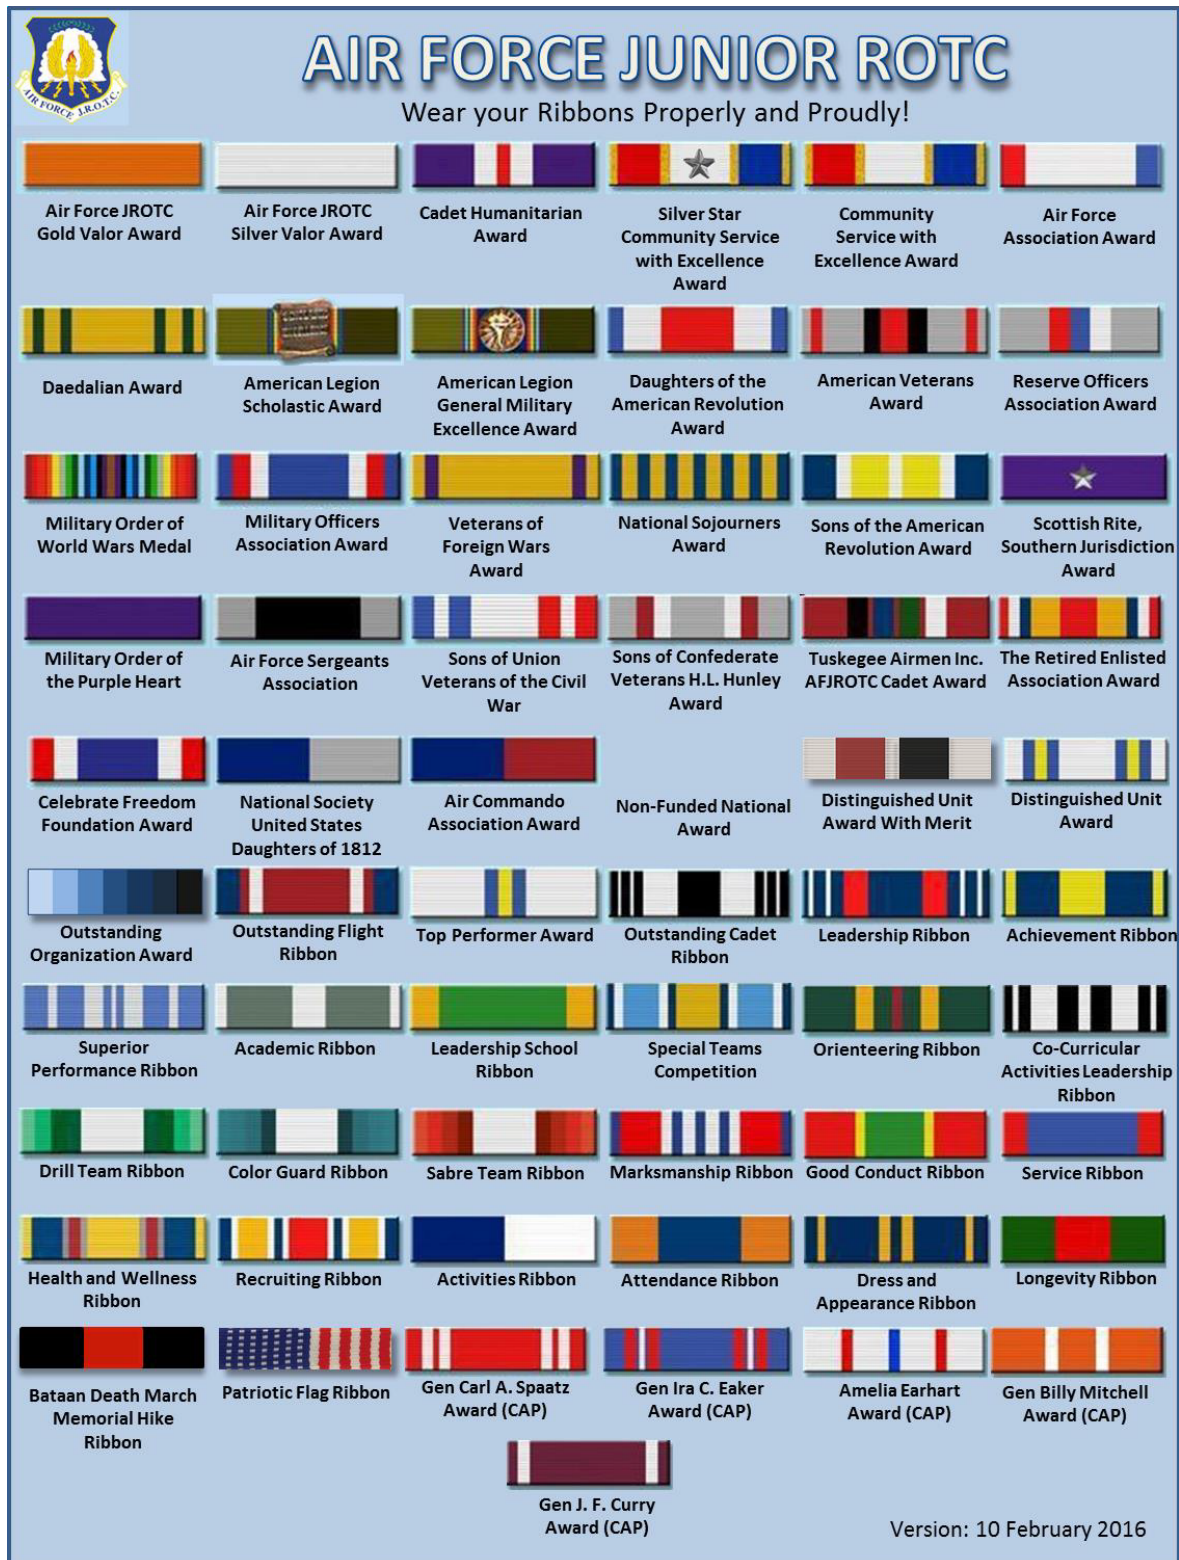 AIR FORCE J.R.O.T.C.
AIR FORCE JUNIOR ROTC
Wear your Ribbons Properly and Proudly!
Air Force JROTC
Gold Valor Award
Air Force JROTC
Silver Valor Award
Cadet Humanitarian
Award
Silver Star
Community Service
with Excellence
Award
Community
Service with
Excellence Award
Air Force
Association Award
Daedalian Award
American Legion
Scholastic Award
American Legion
General Military
Excellence Award
Daughters of the
American Revolution
Award
American Veterans
Award
Reserve Officers
Association Award
Military Order of
World Wars Medal
Military Officers
Association Award
Veterans of
Foreign Wars
Award
National Sojourners
Award
Sons of the American
Revolution Award
Scottish Rite,
Southern Jurisdiction
Award
Military Order of
the Purple Heart
Air Force Sergeants
Association
Sons of Union
Veterans of the Civil
War
Sons of Confederate
Veterans H.L. Hunley
Award
Tuskegee Airmen Inc.
AFJROTC Cadet Award
The Retired Enlisted
Association Award
Celebrate Freedom
Foundation Award
National Society
United States
Daughters of 1812
Air Commando
Association Award
Non-Funded National
Award
Distinguished Unit
Award With Merit
Distinguished Unit
Award
Outstanding
Organization Award
Outstanding Flight
Ribbon
Top Performer Award
Outstanding Cadet
Ribbon
Leadership Ribbon
Achievement Ribbon
Superior
Performance Ribbon
Academic Ribbon
Leadership School
Ribbon
Special Teams
Competition
Orienteering Ribbon
Co-Curricular
Activities Leadership
Ribbon
Drill Team Ribbon
Color Guard Ribbon
Sabre Team Ribbon
Marksmanship Ribbon
Good Conduct Ribbon
Service Ribbon
Health and Wellness
Ribbon
Recruiting Ribbon
Activities Ribbon
Attendance Ribbon
Dress and
Appearance Ribbon
Longevity Ribbon
Bataan Death March
Memorial Hike
Ribbon
Patriotic Flag Ribbon
Gen Carl A. Spaatz
Award (CAP)
Gen Ira C. Eaker
Award (CAP)
Amelia Earhart
Award (CAP)
Gen Billy Mitchell
Award (CAP)
Gen J. F. Curry
Award (CAP)
Version: 10 February 2016